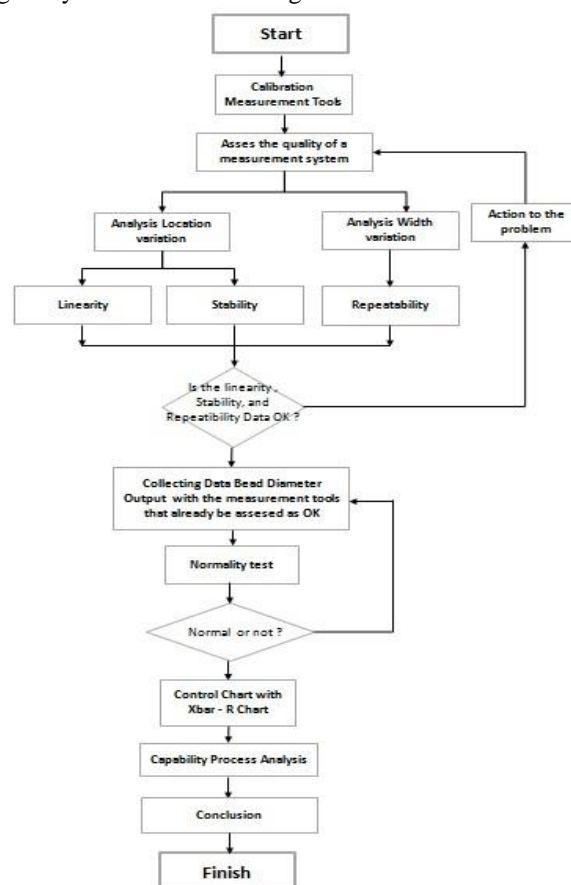 Start
Calibration
Measurement Tools
Asses the quality of a
measurement system
Analysis Location
variation
Analysis Width
variation
Action to the
problem
Linearity
Stability
Repeatability
Is the linearity,
Stability, and
Repeatibility Data OK ?
Collecting Data Bead Diameter
Output with the measurement tools
that already be assesed as OK
Normality test
Normal or not ?
Control Chart with
Xbar - R Chart
Capability Process Analysis
Conclusion
Finish